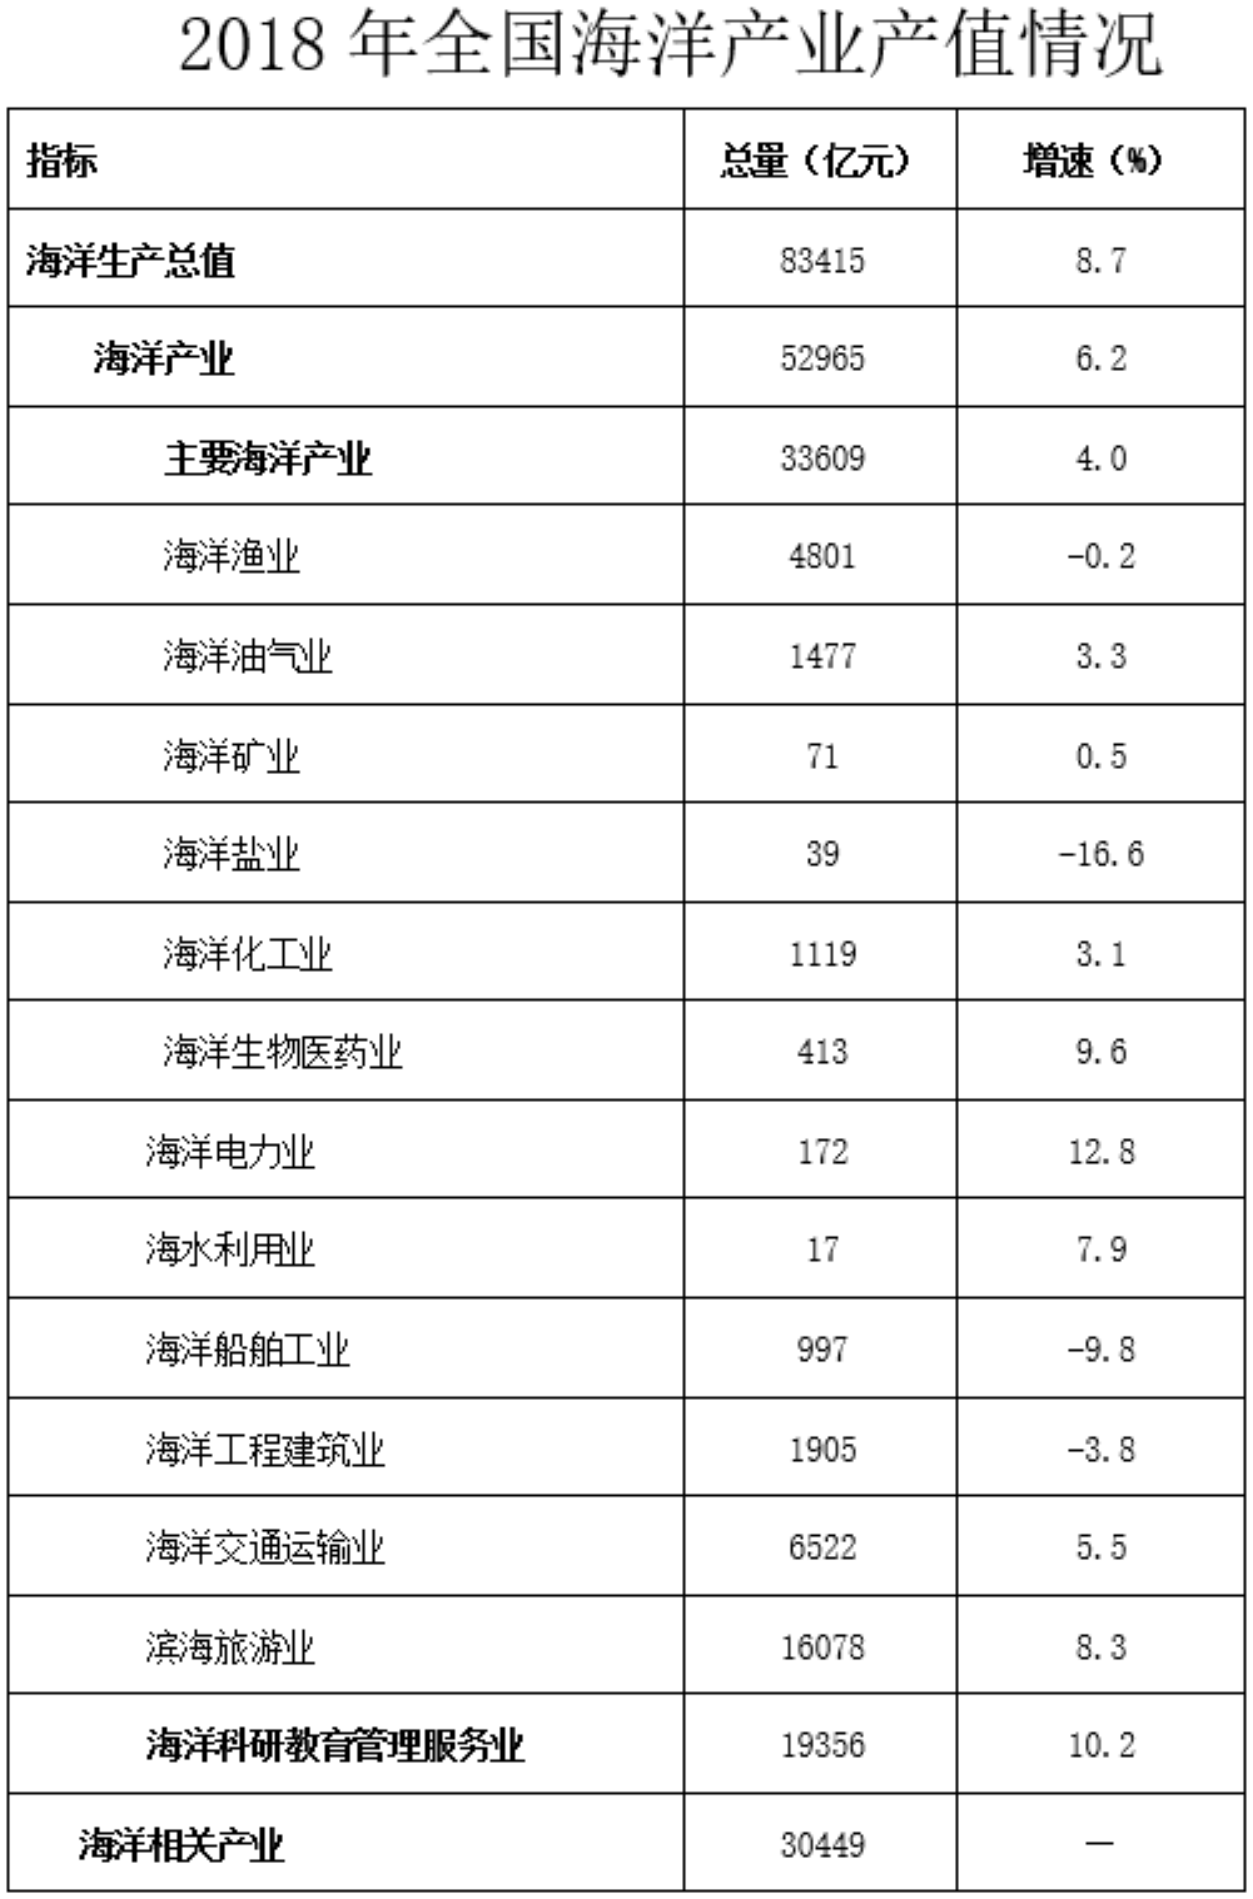 2018 年全国海洋产业产值情况
指标 总量（亿元） 增速（%）
海洋生产总值 83415 8.7
海洋产业 52965 6.2
主要海洋产业 33609 4.0
海洋渔业 4801 -0.2
海洋油气业 1477 3.3
海洋矿业 71 0.5
海洋盐业 39 -16.6
海洋化工业 1119 3.1
海洋生物医药业 413 9.6
海洋电力业 172 12.8
海水利用业 17 7.9
海洋船舶工业 997 -9.8
海洋工程建筑业 1905 -3.8
海洋交通运输业 6522 5.5
滨海旅游业 16078 8.3
海洋科研教育管理服务业 19356 10.2
海洋相关产业 30449 —